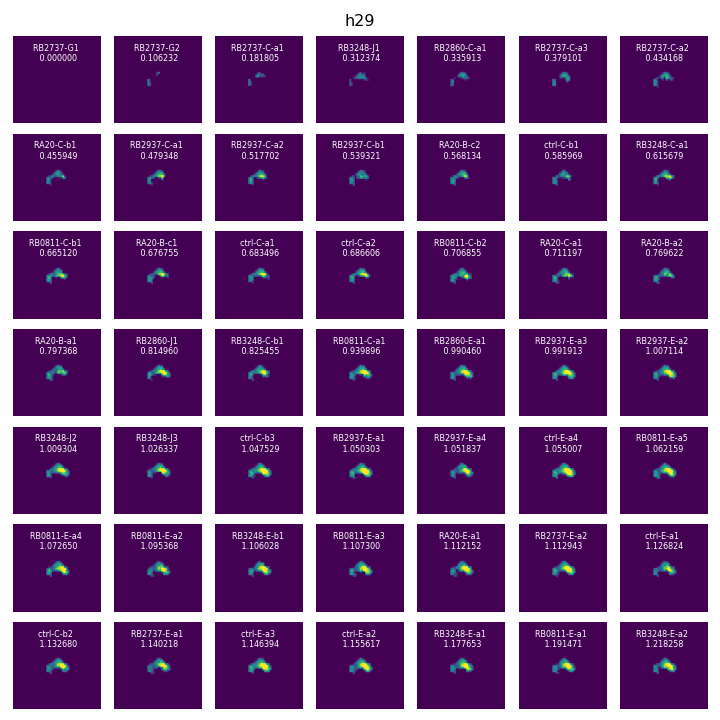 h29
RB2737-G1
0.000000
RB2737-G2
0.106232
RB2737-C-a1
0.181805
RB3248-J1
0.312374
RB2860-C-a1
0.335913
RB2737-C-a3
0.379101
RB2737-C-a2
0.434168
RA20-C-b1
0.455949
RB2937-C-a1
0.479348
RB2937-C-a2
0.517702
RB2937-C-b1
0.539321
RA20-B-c2
0.568134
ctrl-C-b1
0.585969
RB3248-C-a1
0.615679
RB0811-C-b1
0.665120
RA20-B-c1
0.676755
ctrl-C-a1
0.683496
ctrl-C-a2
0.686606
RB0811-C-b2
0.706855
RA20-C-a1
0.711197
RA20-B-a2
0.769622
RA20-B-a1
0.797368
RB2860-J1
0.814960
RB3248-C-b1
0.825455
RB0811-C-a1
0.939896
RB2860-E-a1
0.990460
RB2937-E-a3
0.991913
RB2937-E-a2
1.007114
RB3248-J2
1.009304
RB3248-J3
1.026337
ctrl-C-b3
1.047529
RB2937-E-a1
1.050303
RB2937-E-a4
1.051837
ctrl-E-a4
1.055007
RB0811-E-a5
1.062159
RB0811-E-a4
1.072650
RB0811-E-a2
1.095368
RB3248-E-b1
1.106028
RB0811-E-a3
1.107300
RA20-E-a1
1.112152
RB2737-E-a2
1.112943
ctrl-E-a1
1.126824
ctrl-C-b2
1.132680
RB2737-E-a1
1.140218
ctrl-E-a3
1.146394
ctrl-E-a2
1.155617
RB3248-E-a1
1.177653
RB0811-E-a1
1.191471
RB3248-E-a2
1.218258